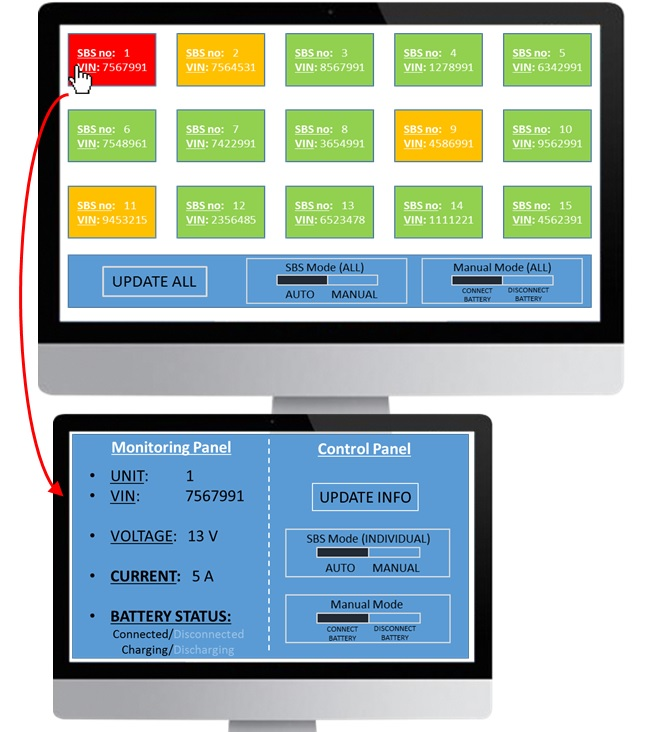 SBS no: 1
VIN: 7567991
SBS no: 2
VIN: 7564531
SBS no: 3
VIN: 8567991
SBS no: 4
VIN: 1278991
SBS no: 5
VIN: 6342991
SBS no: 6
VIN: 7548961
SBS no: 7
VIN: 7422991
SBS no: 8
VIN: 3654991
SBS no: 9
VIN: 4586991
SBS no: 10
VIN: 9562991
SBS no: 11
VIN: 9453215
SBS no: 12
VIN: 2356485
SBS no: 13
VIN: 6523478
SBS no: 14
VIN: 1111221
SBS no: 15
VIN: 4562391
UPDATE ALL
SBS Mode (ALL)
AUTO MANUAL
Manual Mode (ALL)
CONNECT BATTERY
DISCONNECT BATTERY
Monitoring Panel
• UNIT: 1
• VIN: 7567991
• VOLTAGE: 13 V
• CURRENT: 5 A
• BATTERY STATUS:
Connected/Disconnected
Charging/Discharging
Control Panel
UPDATE INFO
SBS Mode (INDIVIDUAL)
AUTO MANUAL
Manual Mode
CONNECT BATTERY
DISCONNECT BATTERY